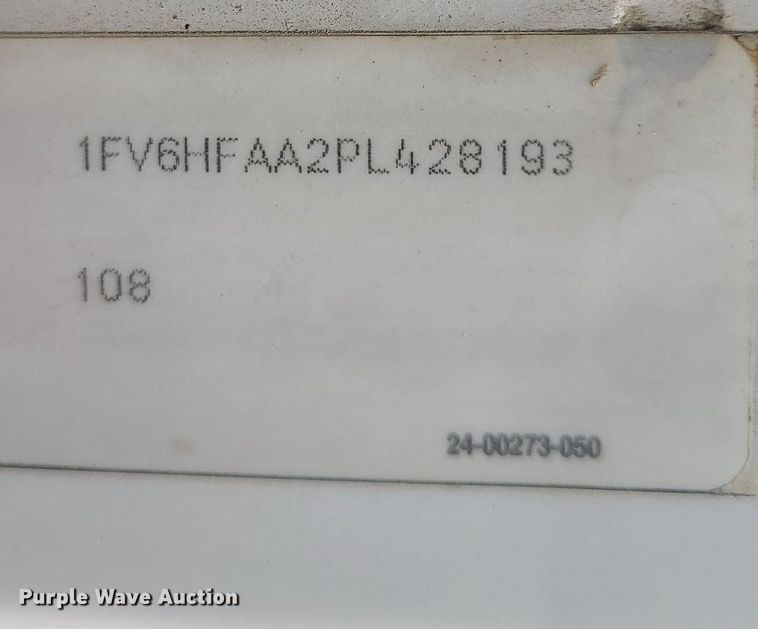 1FV6HFAA2PL428193
108
24-00273-050
Purple Wave Auction